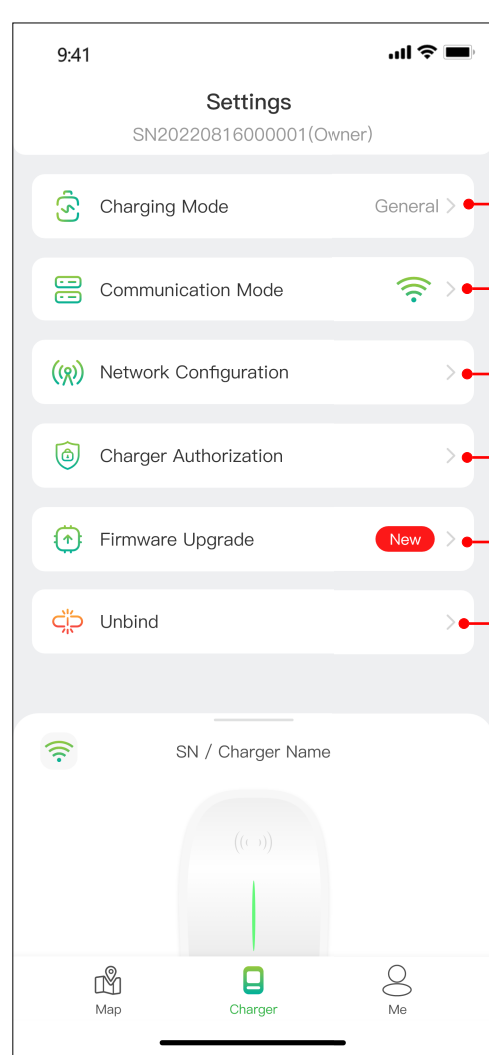 9:41
Settings
SN20220816000001(Owner)
Charging Mode General
Communication Mode
Network Configuration
Charger Authorization
Firmware Upgrade New
Unbind
SN / Charger Name
Map Charger Me